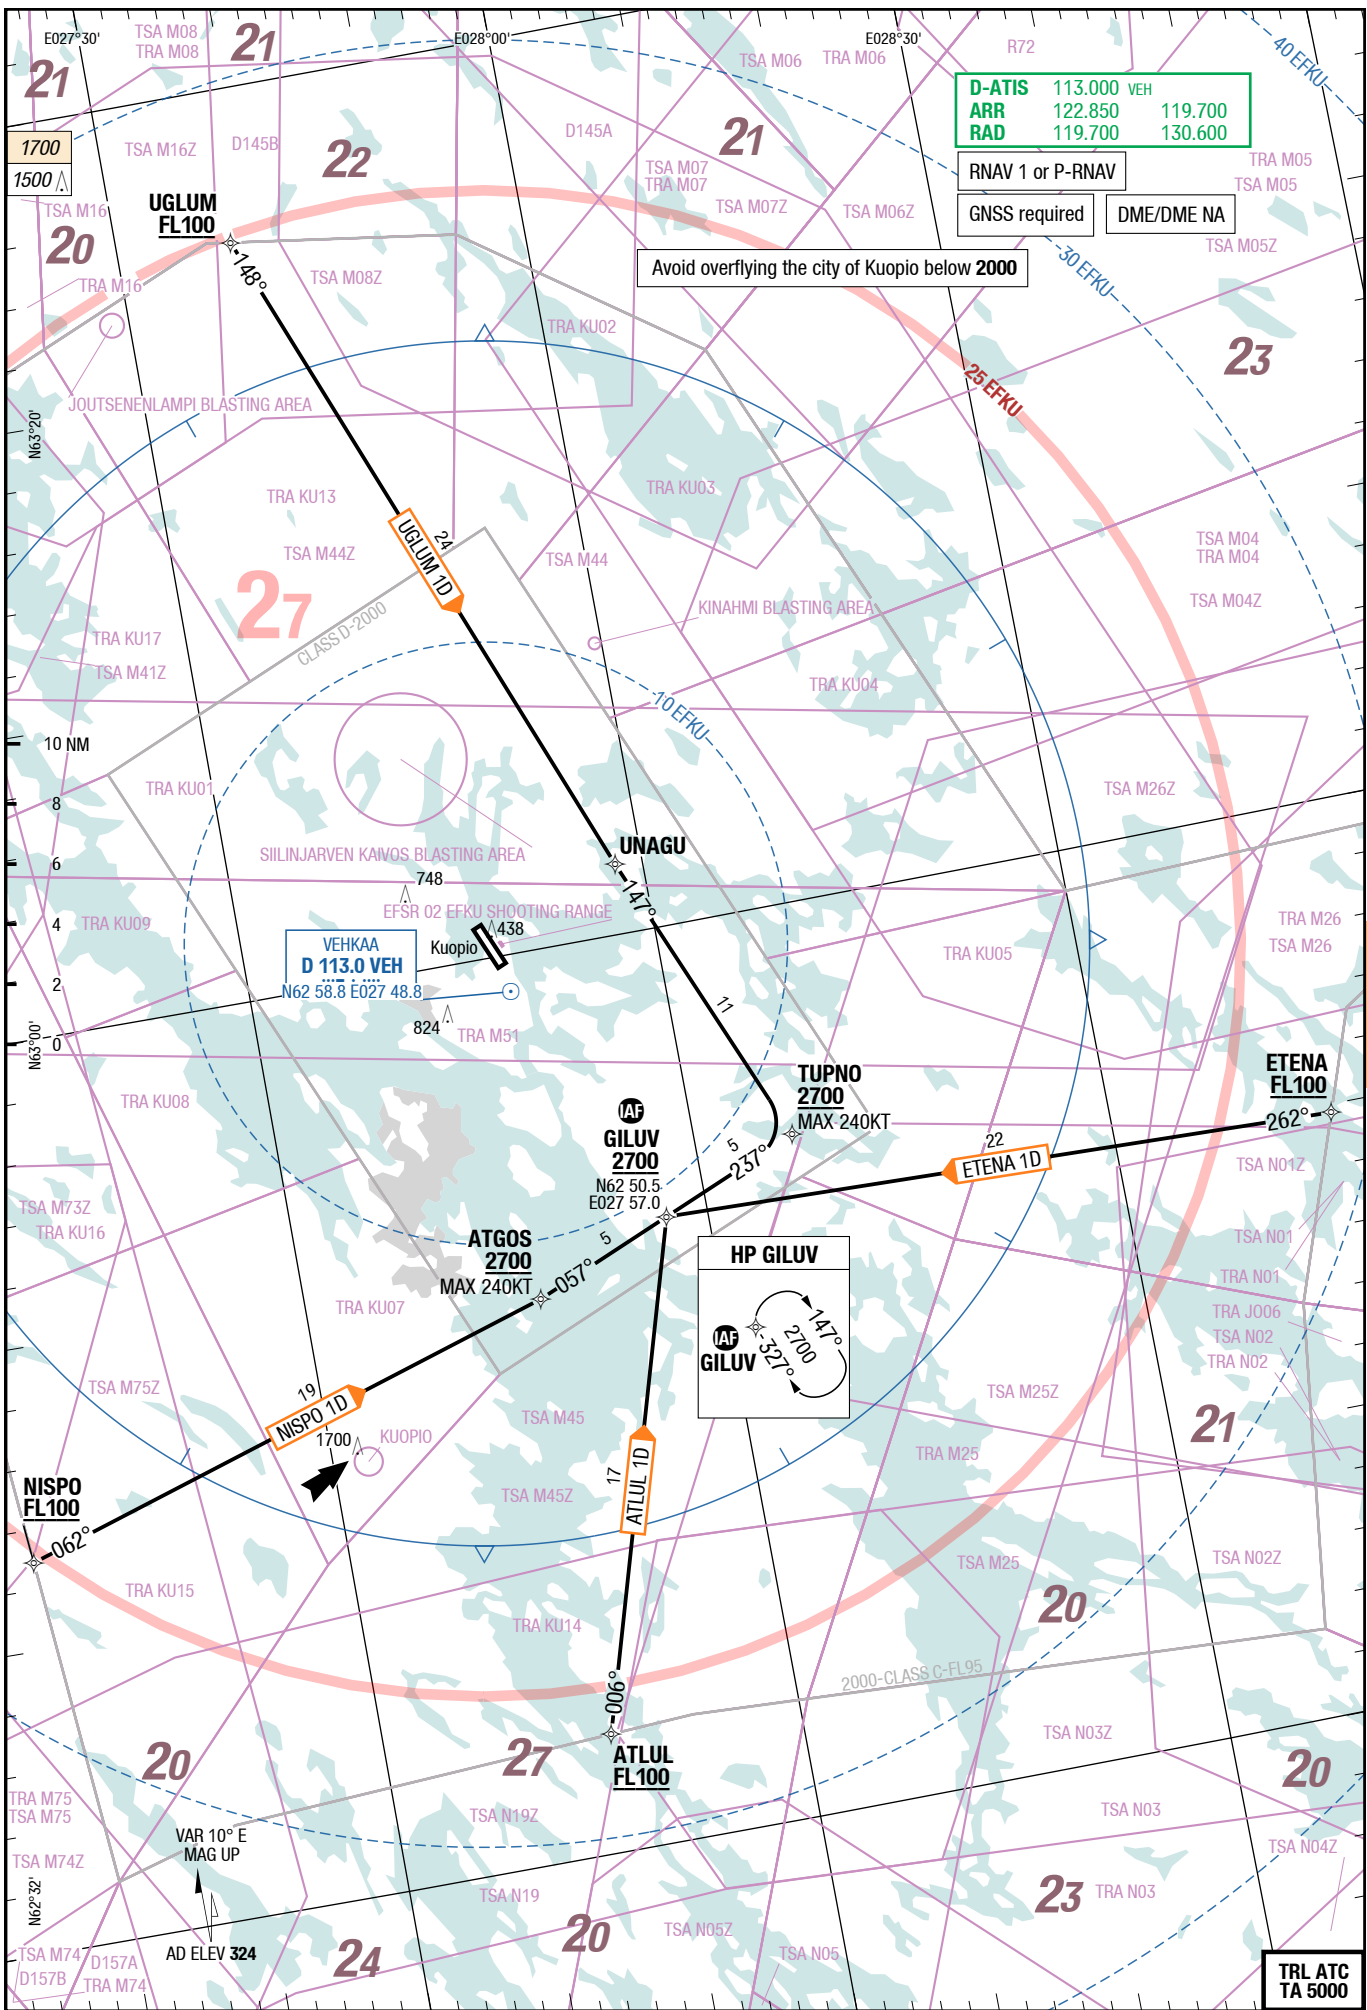 E027°30'
TSA M08
TRA M08
21
21
E028°00'
E028°30'
TSA M06
TRA M06
R72
40 EFKU
D-ATIS 113.000 VEH
ARR 122.850 119.700
RAD 119.700 130.600
1700
1500
TSA M16Z
D145B
22
D145A
21
TSA M07
TRA M07
TSA M07Z
TSA M06Z
RNAV 1 or P-RNAV
GNSS required
DME/DME NA
TRA M05
TSA M05
TSA M05Z
TSA M16
20
TRA M16
UGLUM
FL100
148°
TSA M08Z
Avoid overflying the city of Kuopio below 2000
30 EFKU
TRA KU02
23
25 EFKU
JOUTSENENLAMPI BLASTING AREA
N63°20'
TRA KU13
TRA KU03
TSA M44Z
24
UGLUM 1D
TSA M44
TSA M04
TRA M04
TSA M04Z
27
CLASS D-2000
KINAHMI BLASTING AREA
TRA KU17
TSA M41Z
TRA KU04
10 EFKU
10 NM
TRA KU01
8
TSA M26Z
6
SIILINJARVEN KAIVOS BLASTING AREA
UNAGU
147°
748
4
TRA KU09
EFSR 02 EFKU SHOOTING RANGE
438
Kuopio
VEHKAA
D 113.0 VEH
N62 58.8 E027 48.8
TRA KU05
TRA M26
TSA M26
2
11
824
TRA M51
0
N63°00'
TUPNO
2700
MAX 240KT
ETENA
FL100
262°
TRA KU08
IAF
GILUV
2700
N62 50.5
E027 57.0
5
237°
22
ETENA 1D
TSA N01Z
TSA M73Z
TRA KU16
ATGOS
2700
MAX 240KT
057°
5
HP GILUV
IAF
GILUV
147°
2700
327°
TSA N01
TRA N01
TRA J006
TSA N02
TRA N02
TRA KU07
TSA M75Z
19
NISPO 1D
1700
KUOPIO
TSA M45
TSA M25Z
21
TRA M25
NISPO
FL100
062°
TSA M45Z
17
ATLUL 1D
TSA M25
TSA N02Z
TRA KU15
20
TRA KU14
006°
2000-CLASS C-FL95
TSA N03Z
20
27
ATLUL
FL100
20
TRA M75
TSA M75
TSA N19Z
TSA N03
VAR 10° E
MAG UP
TSA M74Z
N62°32'
TSA N04Z
TSA N19
23
TRA N03
20
TSA N05Z
TSA N05
AD ELEV 324
24
TSA M74
D157A
D157B
TRA M74
TRL ATC
TA 5000